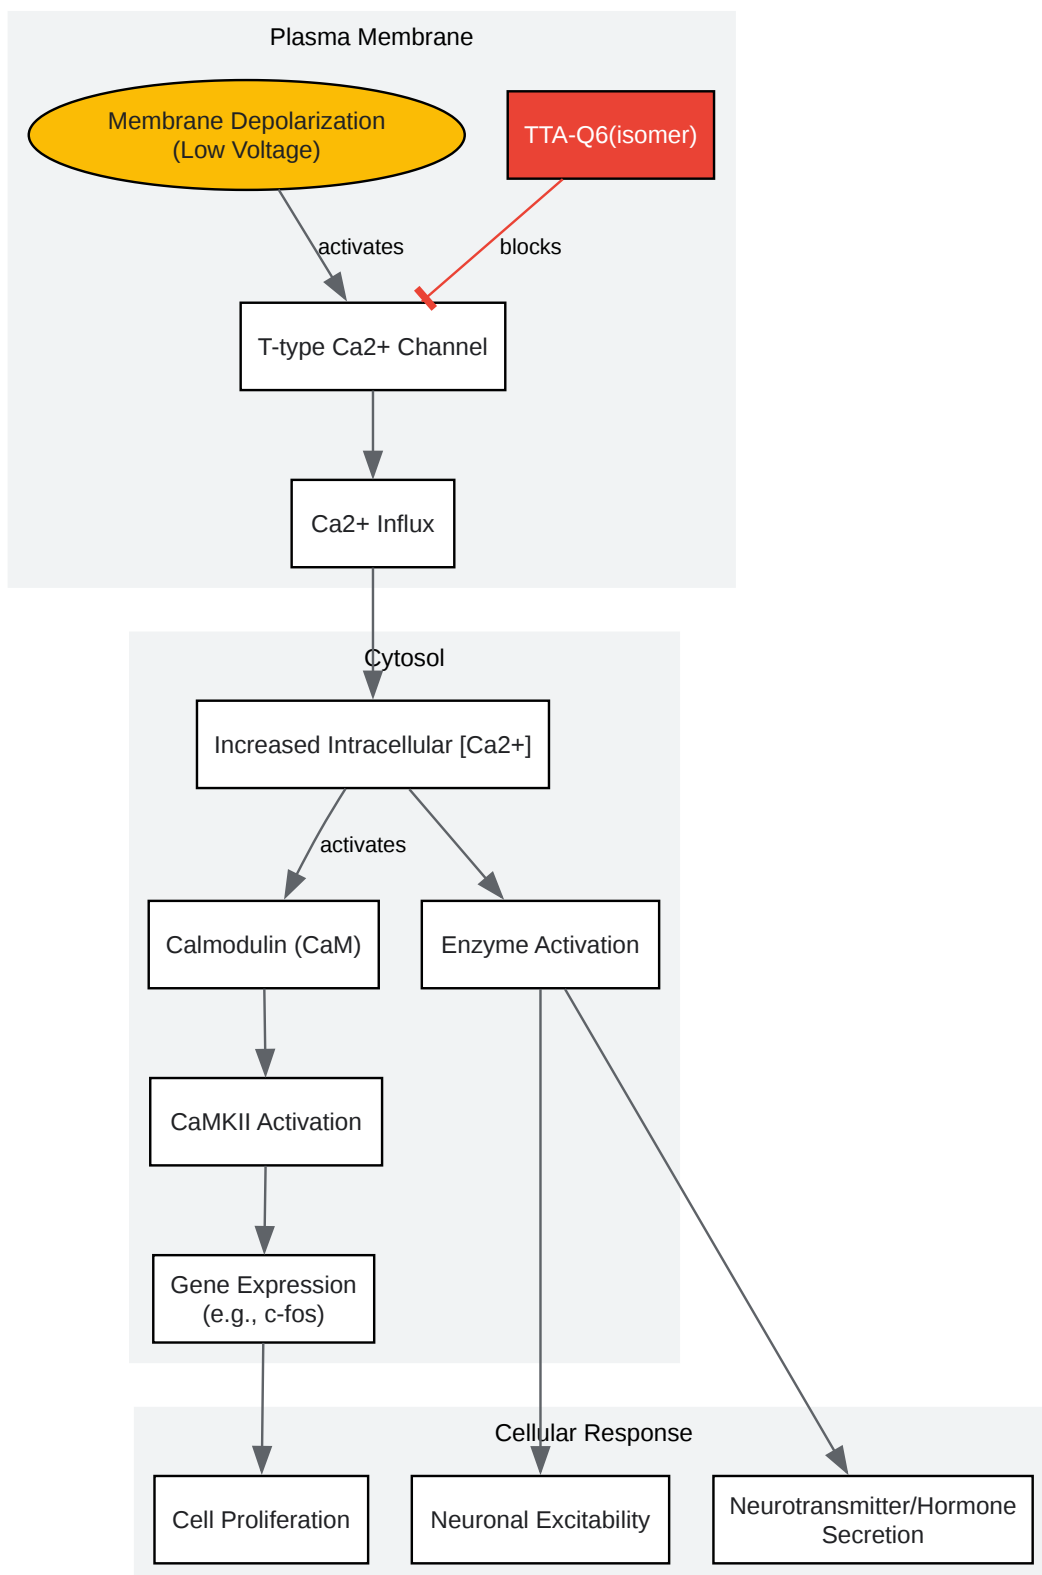 Plasma Membrane
Membrane Depolarization
(Low Voltage)
TTA-Q6(isomer)
activates
blocks
T-type Ca2+ Channel
Ca2+ Influx
Cytosol
Increased Intracellular [Ca2+]
activates
Calmodulin (CaM)
Enzyme Activation
CaMKII Activation
Gene Expression
(e.g., c-fos)
Cellular Response
Cell Proliferation
Neuronal Excitability
Neurotransmitter/Hormone
Secretion